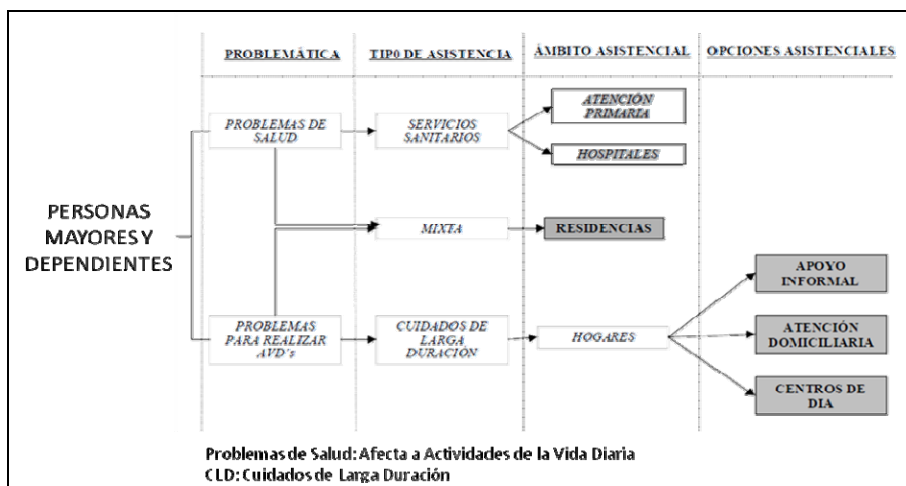 PROBLEMÁTICA
TIPO DE ASISTENCIA
ÁMBITO ASISTENCIAL
OPCIONES ASISTENCIALES
PERSONAS
MAYORES Y
DEPENDIENTES
PROBLEMAS DE
SALUD
SERVICIOS
SANITARIOS
ATENCIÓN
PRIMARIA
HOSPITALES
MIXTA
RESIDENCIAS
PROBLEMAS
PARA REALIZAR
AVD's
CUIDADOS DE
LARGA
DURACIÓN
HOGARES
APOYO
INFORMAL
ATENCIÓN
DOMICILIARIA
CENTROS DE
DIA
Problemas de Salud: Afecta a Actividades de la Vida Diaria
CLD: Cuidados de Larga Duración